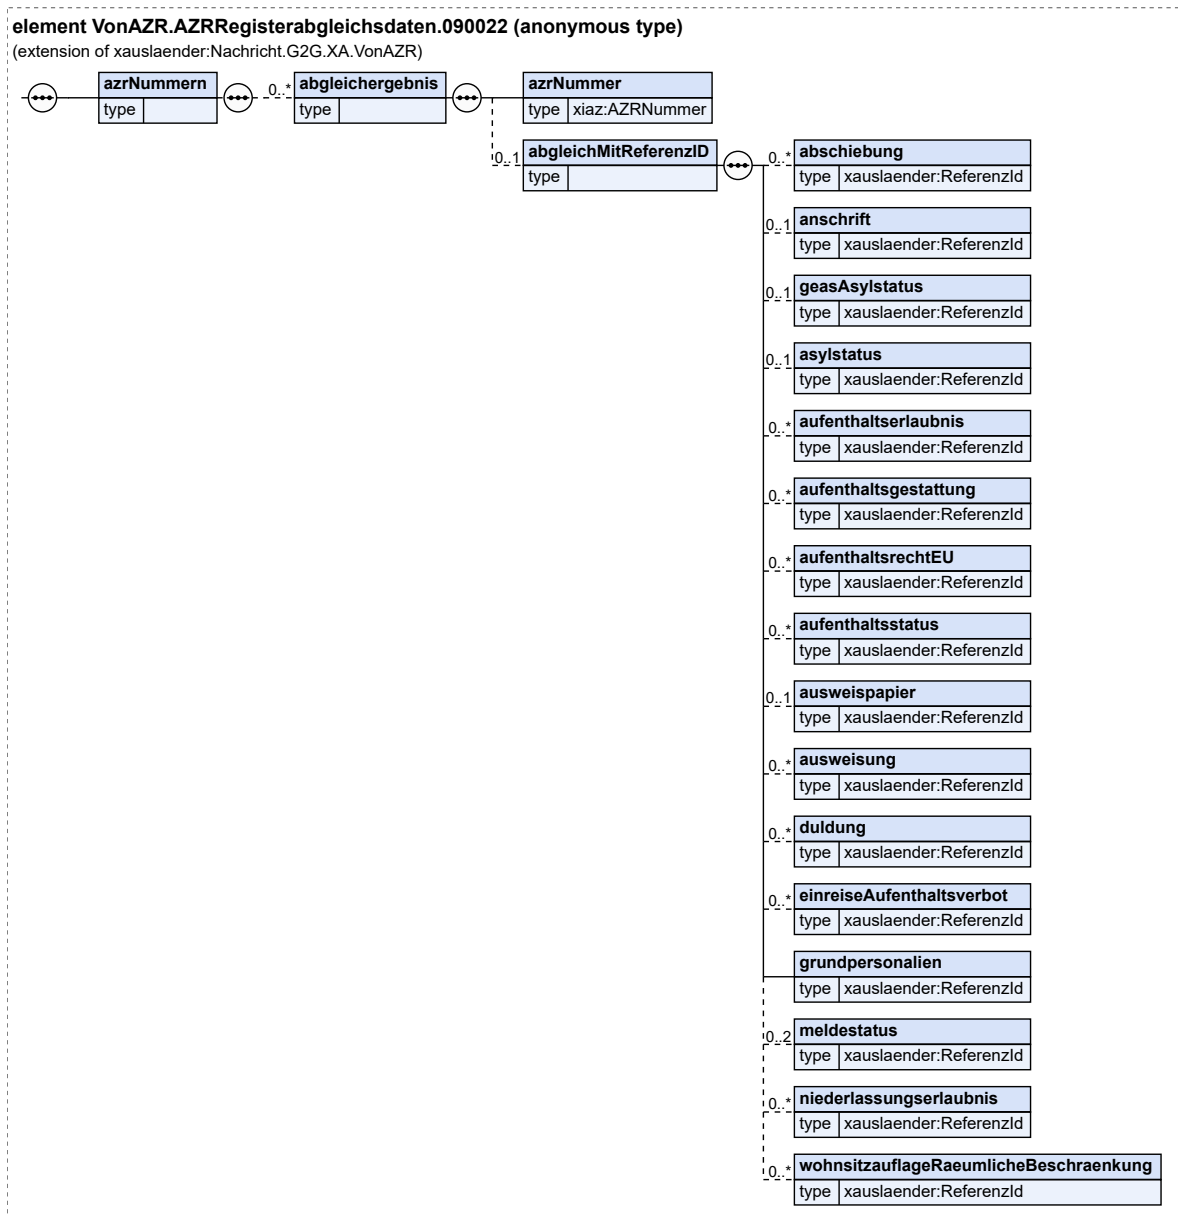 element VonAZR.AZRRegisterabgleichsdaten.090022 (anonymous type)
(extension of xauslaender:Nachricht.G2G.XA.VonAZR)
azrNummern
type
0..*
abgleichergebnis
type
azrNummer
type xiaz:AZRNummer
0..1
abgleichMitReferenzID
type
0..*
abschiebung
type xauslaender:ReferenzId
0..1
anschrift
type xauslaender:ReferenzId
0..1
geasAsylstatus
type xauslaender:ReferenzId
0..1
asylstatus
type xauslaender:ReferenzId
0..*
aufenthaltserlaubnis
type xauslaender:ReferenzId
0..*
aufenthaltsgestattung
type xauslaender:ReferenzId
0..*
aufenthaltsrechtEU
type xauslaender:ReferenzId
0..*
aufenthaltsstatus
type xauslaender:ReferenzId
0..1
ausweispapier
type xauslaender:ReferenzId
0..*
ausweisung
type xauslaender:ReferenzId
0..*
duldung
type xauslaender:ReferenzId
0..*
einreiseAufenthaltsverbot
type xauslaender:ReferenzId
grundpersonalien
type xauslaender:ReferenzId
0..2
meldestatus
type xauslaender:ReferenzId
0..*
niederlassungserlaubnis
type xauslaender:ReferenzId
0..*
wohnsitzauflageRaeumlicheBeschraenkung
type xauslaender:ReferenzId